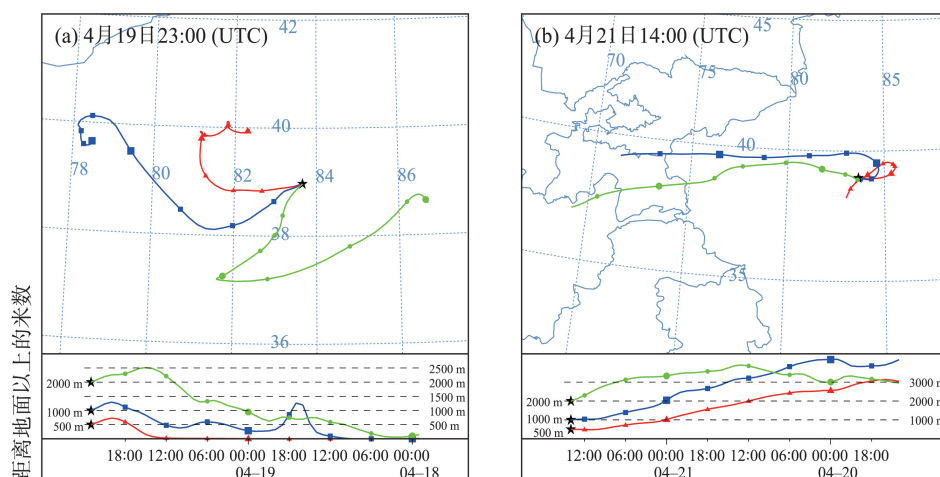 (a) 4月19日23:00 (UTC)
42
40
78
80
82
84
86
38
36
距离地面以上的米数
2000 m
1000 m
500 m
2500 m
2000 m
1500 m
1000 m
500 m
18:00 12:00 06:00 00:00 18:00 12:00 06:00 00:00
04–19 04–18
(b) 4月21日14:00 (UTC)
45
70
75
80
85
40
35
2000 m
1000 m
500 m
3000 m
2000 m
1000 m
12:00 06:00 00:00 18:00 12:00 06:00 00:00 18:00
04–21 04–20